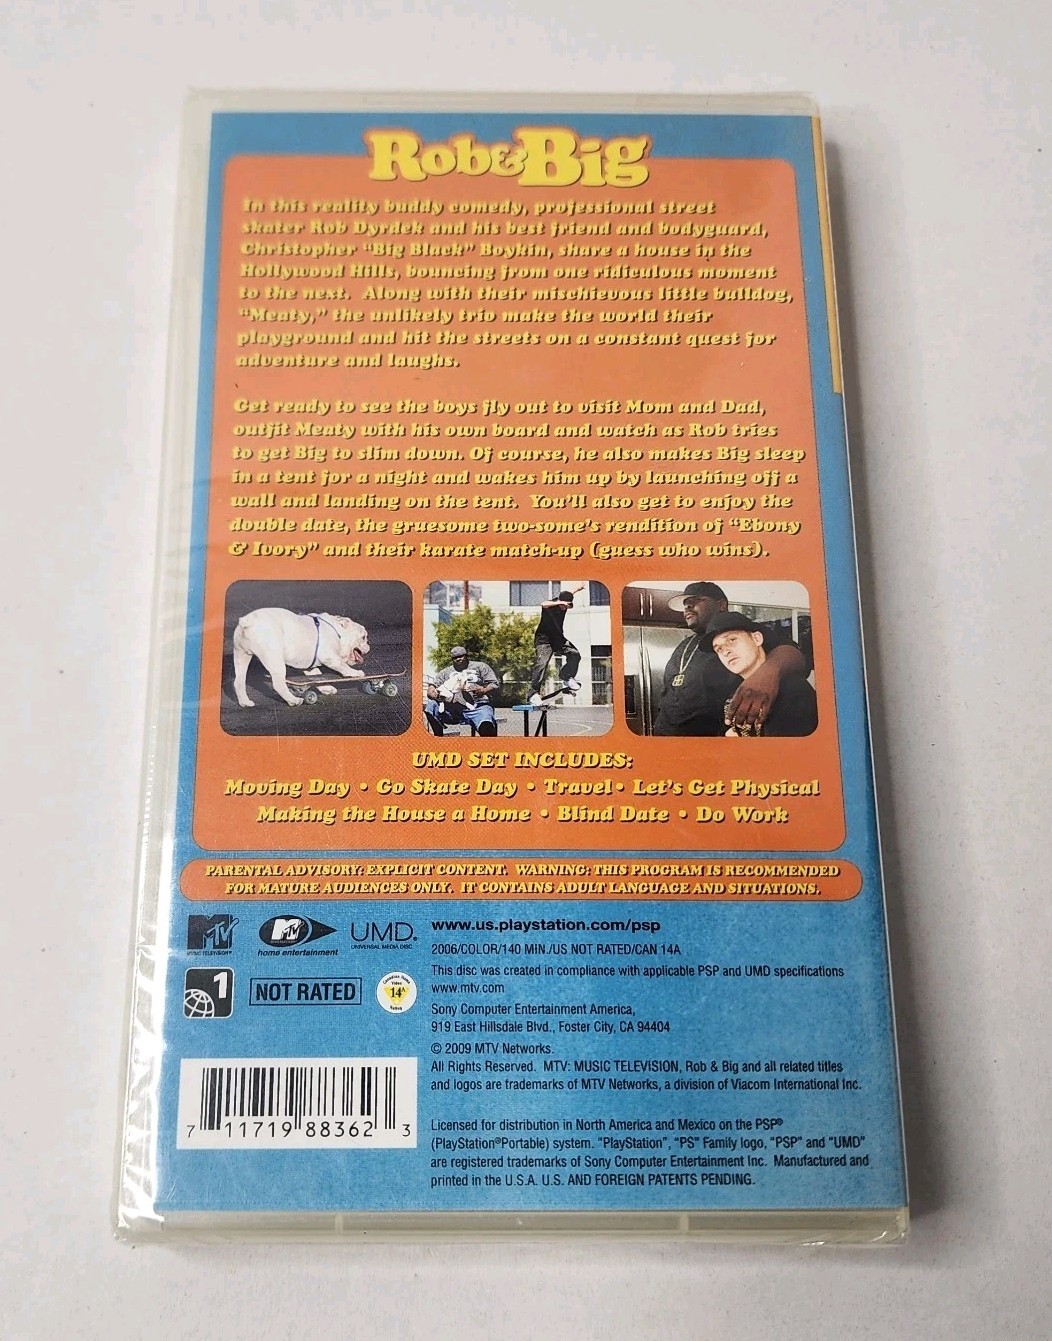 Rob&Big
In this reality buddy comedy, professional street
skater Rob Dyrdek and his best friend and bodyguard,
Christopher "Big Black" Boykin, share a house in the
Hollywood Hills, bouncing from one ridiculous moment
to the next. Along with their mischievous little bulldog,
"Meaty," the unlikely trio make the world their
playground and hit the streets on a constant quest for
adventure and laughs.
Get ready to see the boys fly out to visit Mom and Dad,
outfit Meaty with his own board and watch as Rob tries
to get Big to slim down. Of course, he also makes Big sleep
in a tent for a night and wakes him up by launching off a
wall and landing on the tent. You'll also get to enjoy the
double date, the gruesome two-some's rendition of "Ebony
& Ivory" and their karate match-up (guess who wins).
UMD SET INCLUDES:
Moving Day • Go Skate Day • Travel • Let's Get Physical
Making the House a Home • Blind Date • Do Work
PARENTAL ADVISORY: EXPLICIT CONTENT. WARNING: THIS PROGRAM IS RECOMMENDED
FOR MATURE AUDIENCES ONLY. IT CONTAINS ADULT LANGUAGE AND SITUATIONS.
MTV
MUSIC TELEVISION®
MTV
home entertainment
UMD.
UNIVERSAL MEDIA DISC
1
NOT RATED
Canadian Home
Video
14A
www.us.playstation.com/psp
2006/COLOR/140 MIN./US NOT RATED/CAN 14A
This disc was created in compliance with applicable PSP and UMD specifications
www.mtv.com
Sony Computer Entertainment America,
919 East Hillsdale Blvd., Foster City, CA 94404
© 2009 MTV Networks.
All Rights Reserved. MTV: MUSIC TELEVISION, Rob & Big and all related titles
and logos are trademarks of MTV Networks, a division of Viacom International Inc.
Licensed for distribution in North America and Mexico on the PSP®
(PlayStation®Portable) system. "PlayStation", "PS" Family logo, "PSP" and "UMD"
are registered trademarks of Sony Computer Entertainment Inc. Manufactured and
printed in the U.S.A. U.S. AND FOREIGN PATENTS PENDING.
7 11719 88362 3